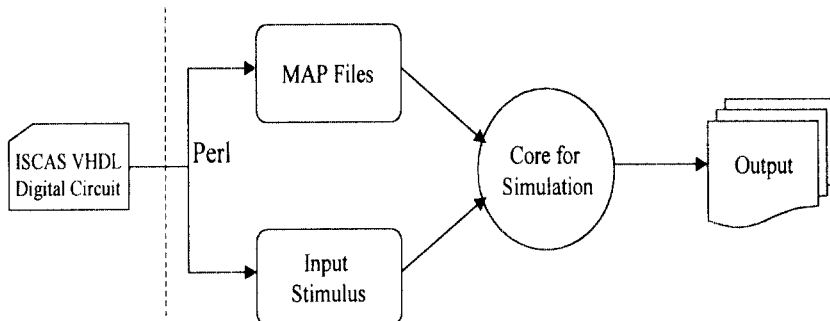 ISCAS VHDL
Digital Circuit
Perl
MAP Files
Input
Stimulus
Core for
Simulation
Output